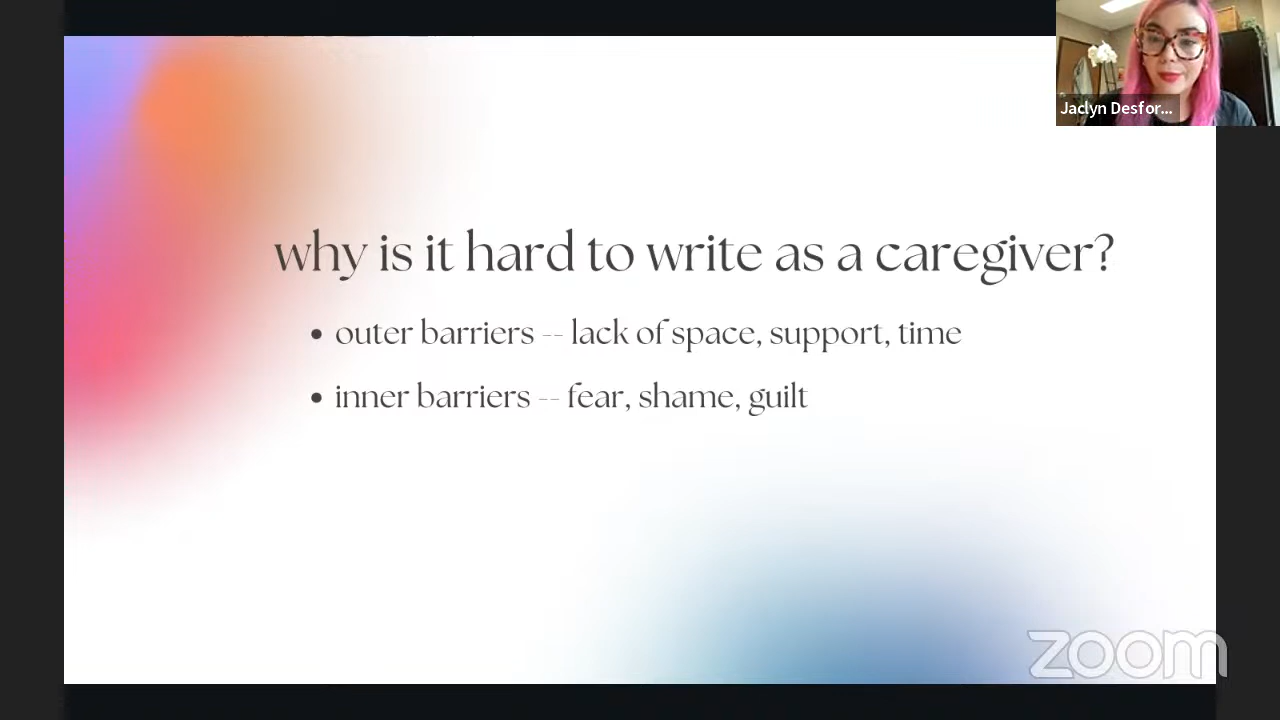 Jaclyn Desfor...
why is it hard to write as a caregiver?
• outer barriers -- lack of space, support, time
• inner barriers -- fear, shame, guilt
zoom